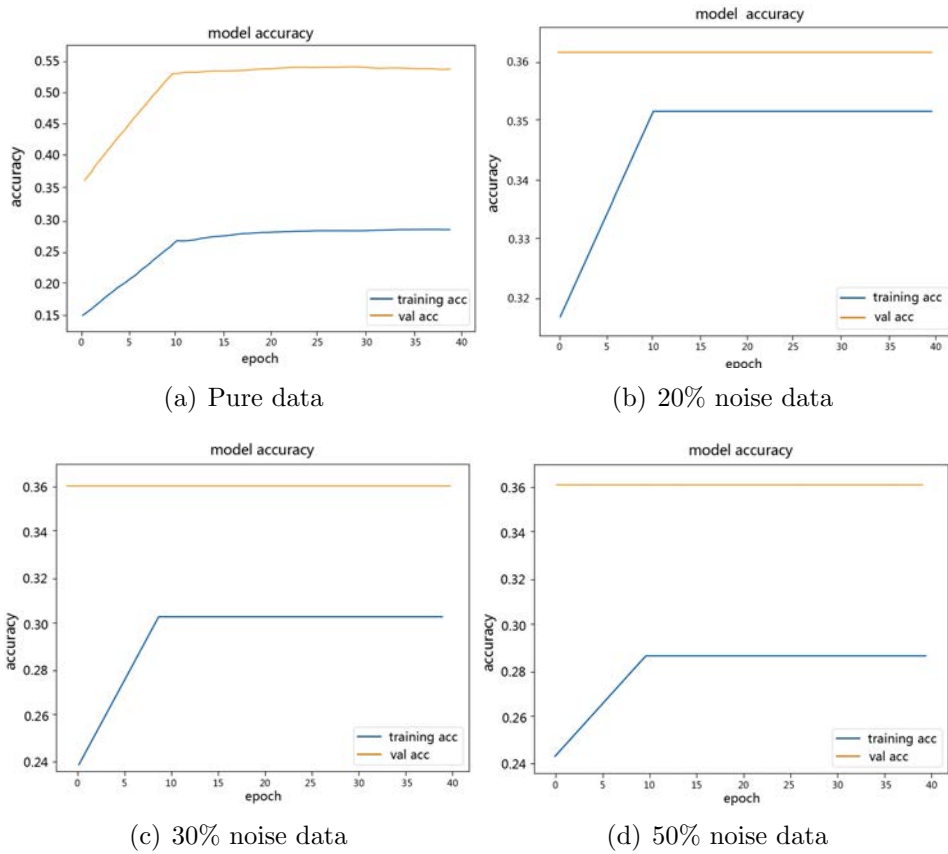 model accuracy
0.55
0.50
0.45
0.40
0.35
0.30
0.25
0.20
0.15
accuracy
0 5 10 15 20 25 30 35 40
epoch
training acc
val acc
(a) Pure data
model accuracy
0.36
0.35
0.34
0.33
0.32
accuracy
0 5 10 15 20 25 30 35 40
epoch
training acc
val acc
(b) 20% noise data
model accuracy
0.36
0.34
0.32
0.30
0.28
0.26
0.24
accuracy
0 5 10 15 20 25 30 35 40
epoch
training acc
val acc
(c) 30% noise data
model accuracy
0.36
0.34
0.32
0.30
0.28
0.26
0.24
accuracy
0 5 10 15 20 25 30 35 40
epoch
training acc
val acc
(d) 50% noise data